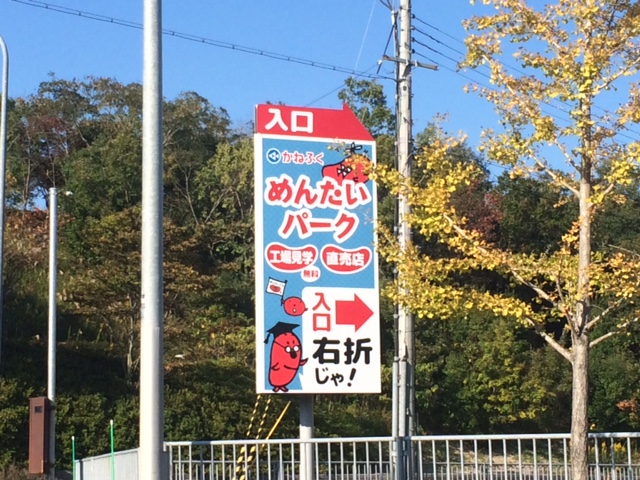 入口
かねふく
めんたい
パーク
工場見学
直売店
無料
入口
右折
じゃ!